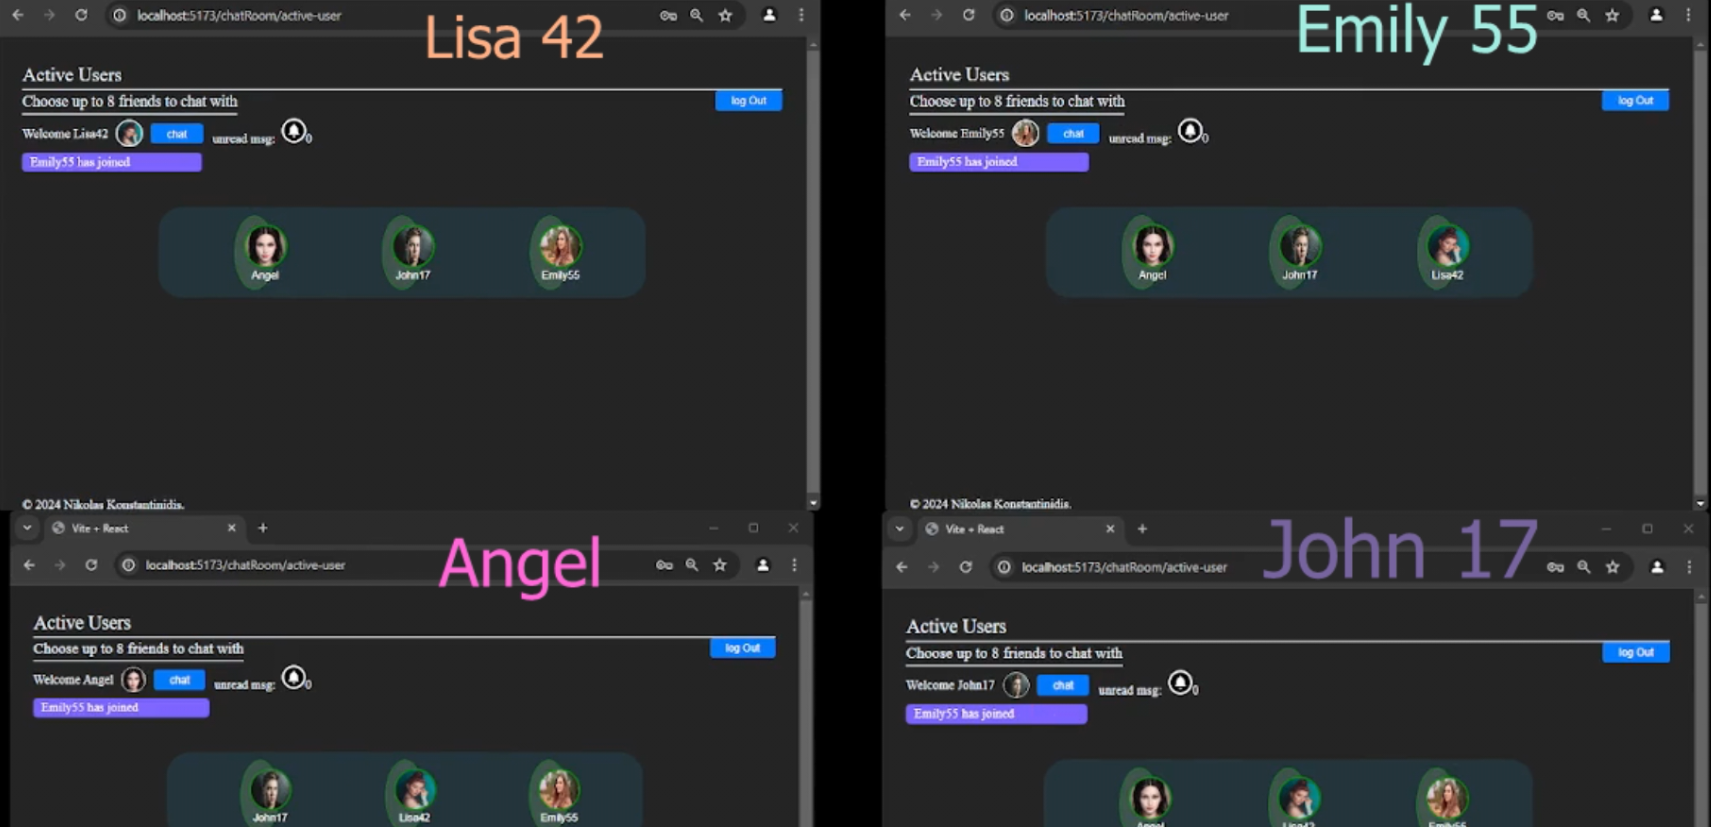 localhost:5173/chatRoom/active-user
Lisa 42
Active Users
Choose up to 8 friends to chat with
log Out
Welcome Lisa42
chat
unread msg:
0
Emily55 has joined
Angel
John17
Emily55
© 2024 Nikolas Konstantinidis.
localhost:5173/chatRoom/active-user
Emily 55
Active Users
Choose up to 8 friends to chat with
log Out
Welcome Emily55
chat
unread msg:
0
Emily55 has joined
Angel
John17
Lisa42
© 2024 Nikolas Konstantinidis.
Vite + React
localhost:5173/chatRoom/active-user
Angel
Active Users
Choose up to 8 friends to chat with
log Out
Welcome Angel
chat
unread msg:
0
Emily55 has joined
John17
Lisa42
Emily55
Vite + React
localhost:5173/chatRoom/active-user
John 17
Active Users
Choose up to 8 friends to chat with
log Out
Welcome John17
chat
unread msg:
0
Emily55 has joined
Angel
Lisa42
Emily55